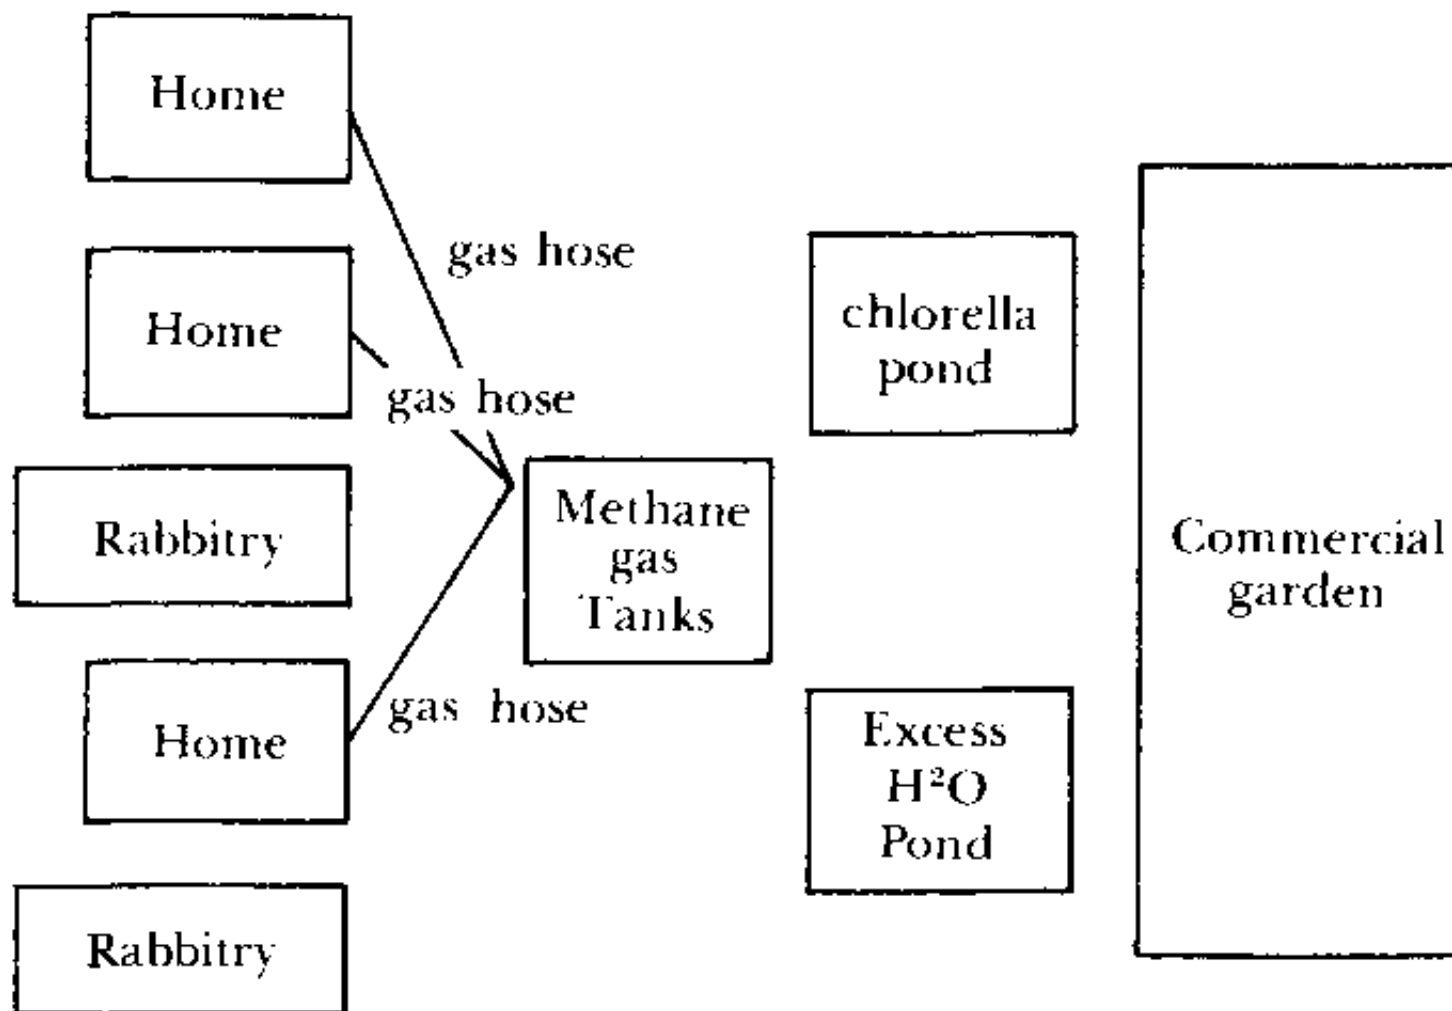 Home
gas hose
Home
gas hose
chlorella
pond
Rabbitry
Methane
gas
Tanks
Commercial
garden
Home
gas hose
Excess
H²O
Pond
Rabbitry